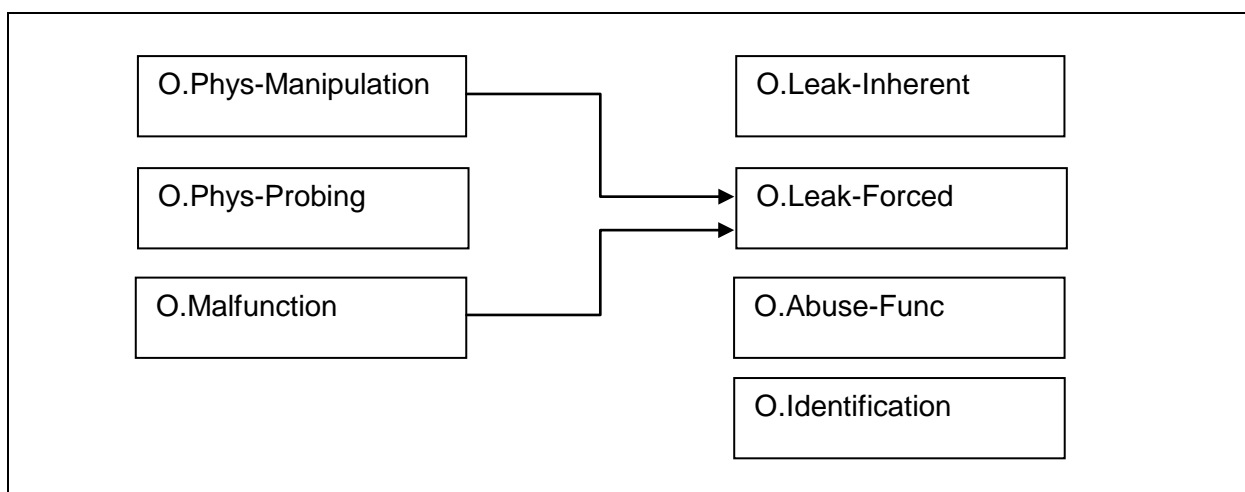 O.Phys-Manipulation
O.Phys-Probing
O.Malfunction
O.Leak-Inherent
O.Leak-Forced
O.Abuse-Func
O.Identification